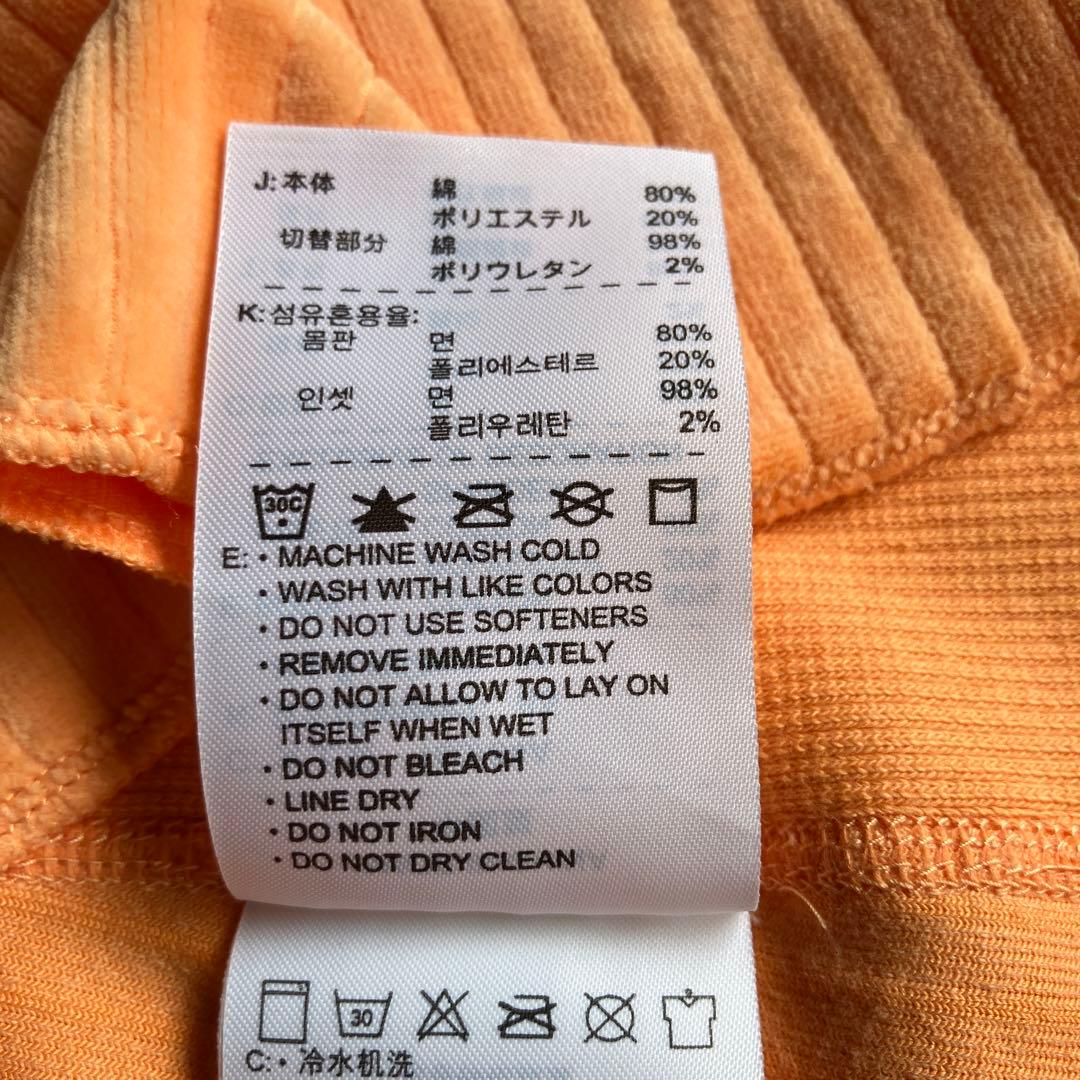 J: 本体 綿 80%
ポリエステル 20%
切替部分 綿 98%
ポリウレタン 2%
K: 섬유혼용율:
몸판 면 80%
폴리에스테르 20%
인셋 면 98%
폴리우레탄 2%
30C
E: • MACHINE WASH COLD
• WASH WITH LIKE COLORS
• DO NOT USE SOFTENERS
• REMOVE IMMEDIATELY
• DO NOT ALLOW TO LAY ON
ITSELF WHEN WET
• DO NOT BLEACH
• LINE DRY
• DO NOT IRON
• DO NOT DRY CLEAN
30
C: • 冷水机洗